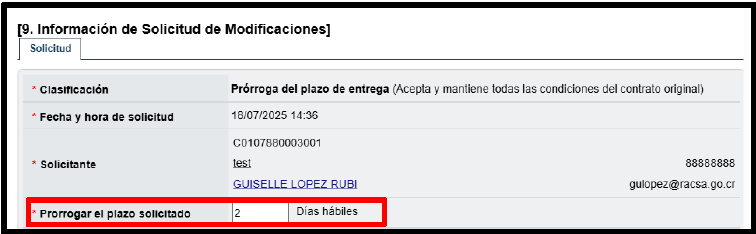 [9. Información de Solicitud de Modificaciones]
Solicitud
* Clasificación Prórroga del plazo de entrega (Acepta y mantiene todas las condiciones del contrato original)
* Fecha y hora de solicitud 18/07/2025 14:36
C0107880003001
* Solicitante test 88888888
GUISELLE LOPEZ RUBI gulopez@racsa.go.cr
* Prorrogar el plazo solicitado 2 Días hábiles